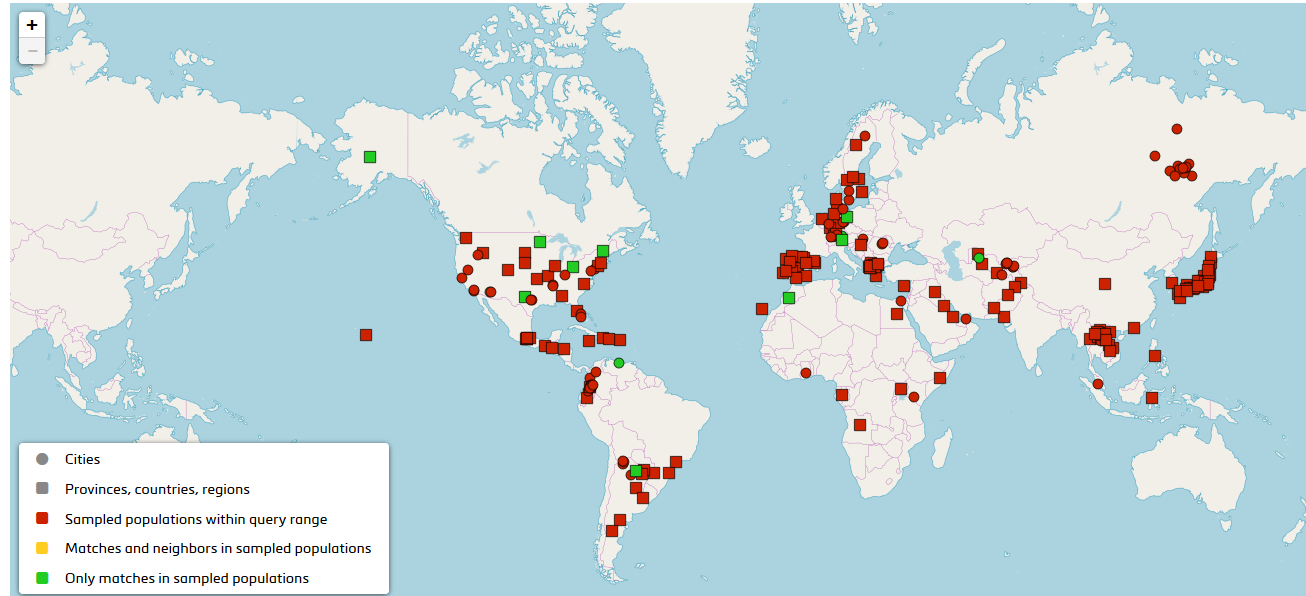 +
−
Cities
Provinces, countries, regions
Sampled populations within query range
Matches and neighbors in sampled populations
Only matches in sampled populations